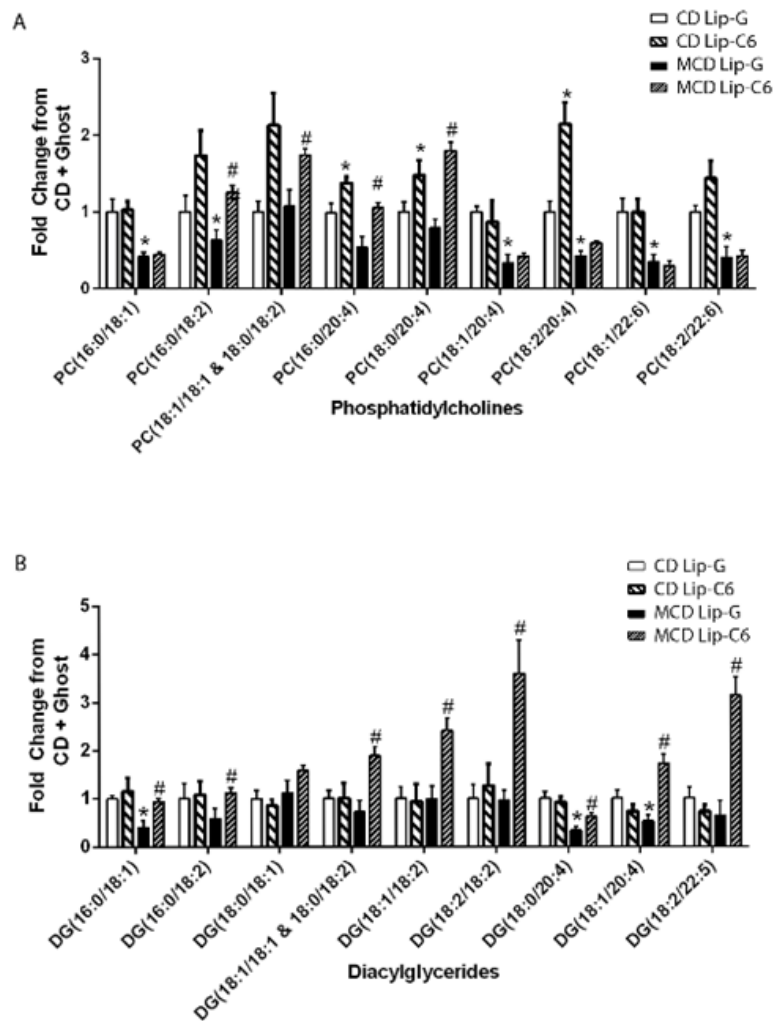 A
CD Lip-G
CD Lip-C6
MCD Lip-G
MCD Lip-C6
Fold Change from
CD + Ghost
3
2
1
0
*
#
*
#
*
#
*
#
*
*
*
*
*
PC(16:0/18:1)
PC(16:0/18:2)
PC(18:1/18:1 & 18:0/18:2)
PC(16:0/20:4)
PC(18:0/20:4)
PC(18:1/20:4)
PC(18:2/20:4)
PC(18:1/22:6)
PC(18:2/22:6)
Phosphatidylcholines
B
CD Lip-G
CD Lip-C6
MCD Lip-G
MCD Lip-C6
Fold Change from
CD + Ghost
5
4
3
2
1
0
*
#
#
#
#
#
*
#
*
#
#
DG(16:0/18:1)
DG(16:0/18:2)
DG(18:0/18:1)
DG(18:1/18:1 & 18:0/18:2)
DG(18:1/18:2)
DG(18:2/18:2)
DG(18:0/20:4)
DG(18:1/20:4)
DG(18:2/22:5)
Diacylglycerides